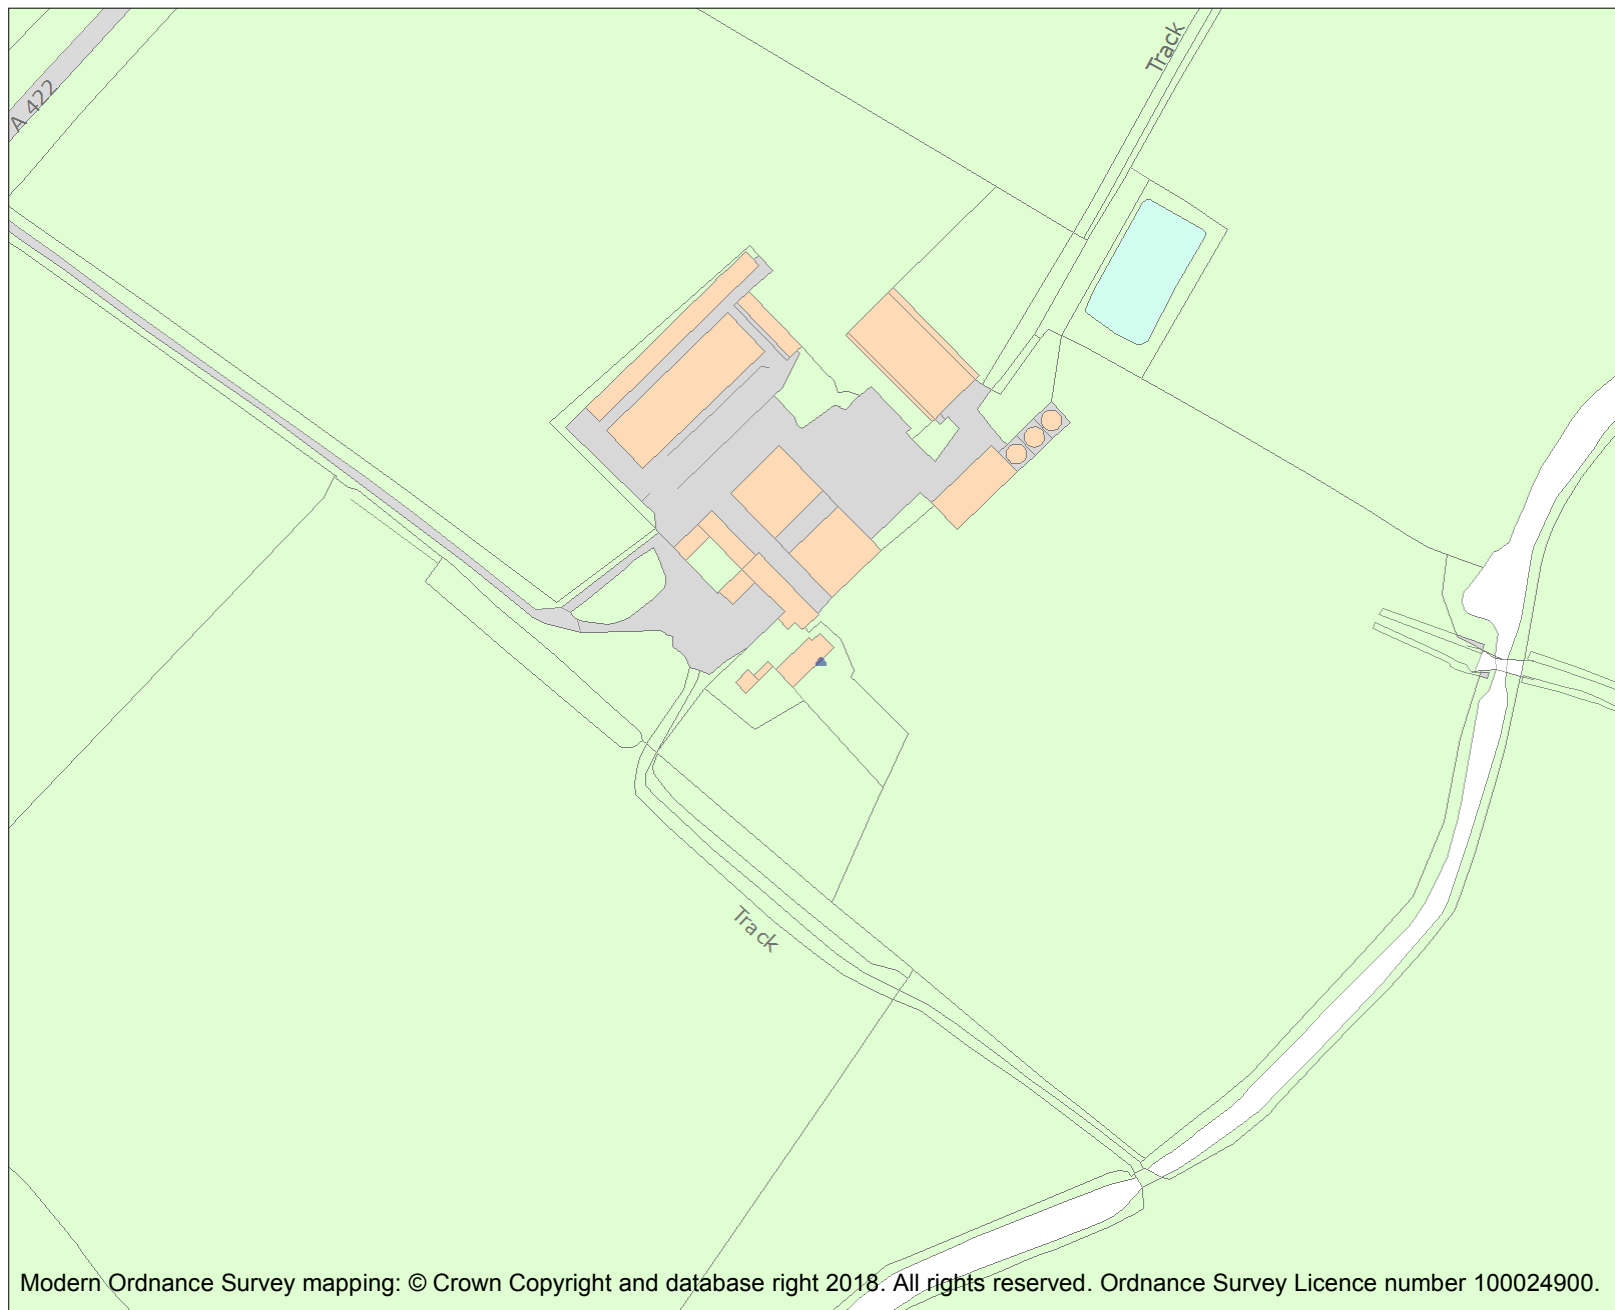 Track
A 422
Track
Modern Ordnance Survey mapping: © Crown Copyright and database right 2018. All rights reserved. Ordnance Survey Licence number 100024900.